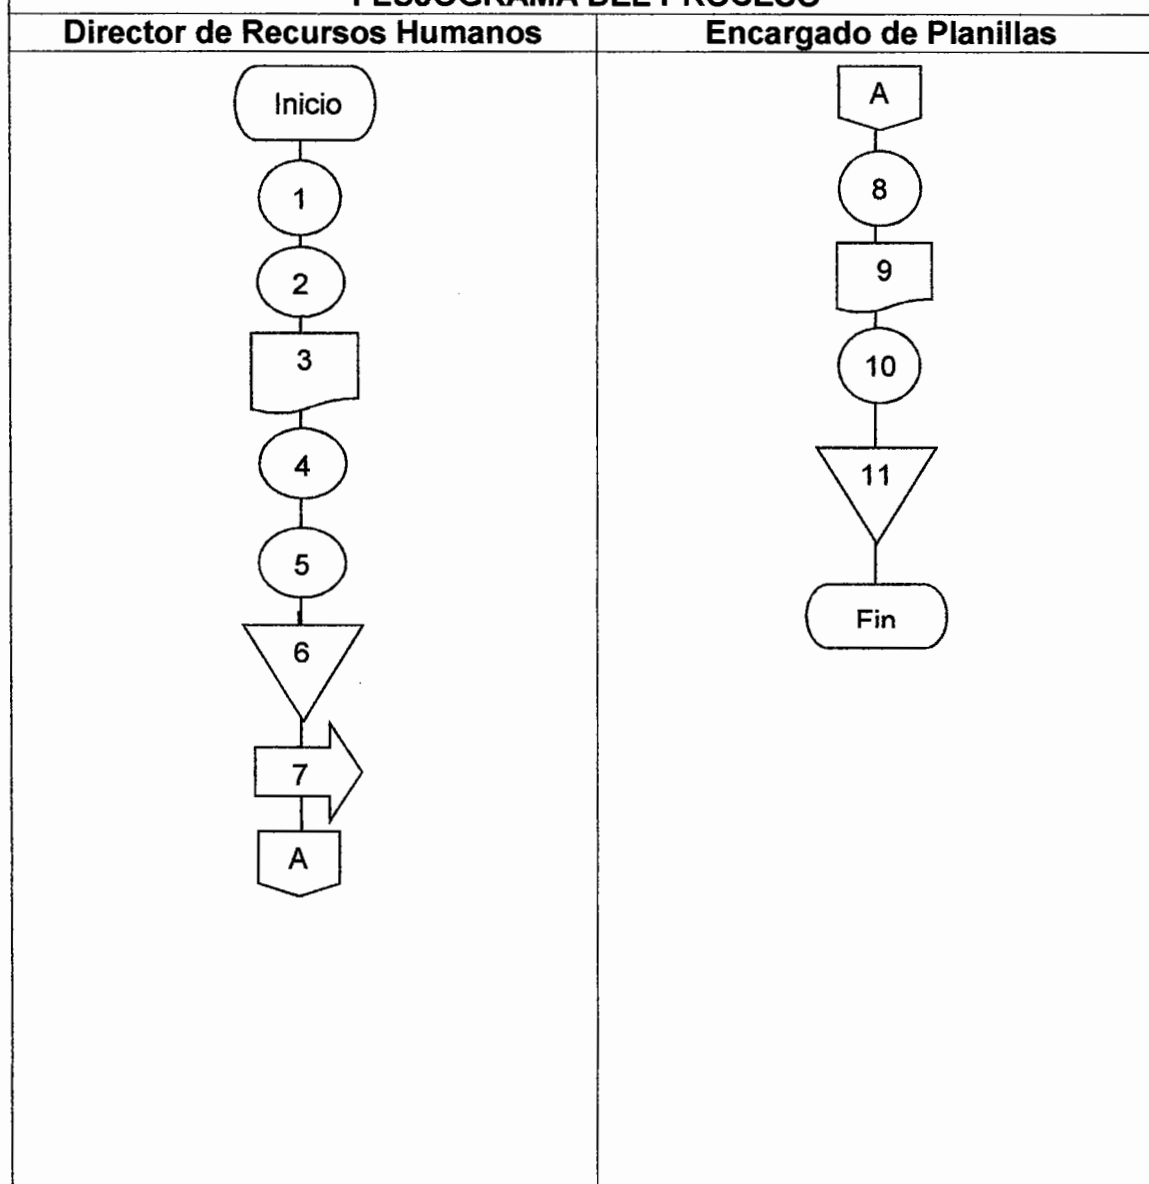 Director de Recursos Humanos
Encargado de Planillas
Inicio
1
2
3
4
5
6
7
A
A
8
9
10
11
Fin